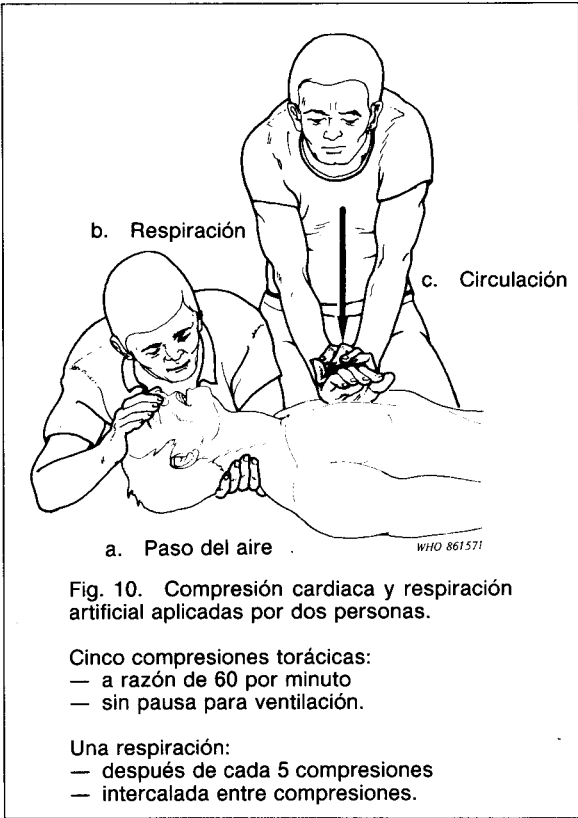 b. Respiración
c. Circulación
a. Paso del aire
WHO 861571
Fig. 10. Compresión cardiaca y respiración
artificial aplicadas por dos personas.
Cinco compresiones torácicas:
— a razón de 60 por minuto
— sin pausa para ventilación.
Una respiración:
— después de cada 5 compresiones
— intercalada entre compresiones.